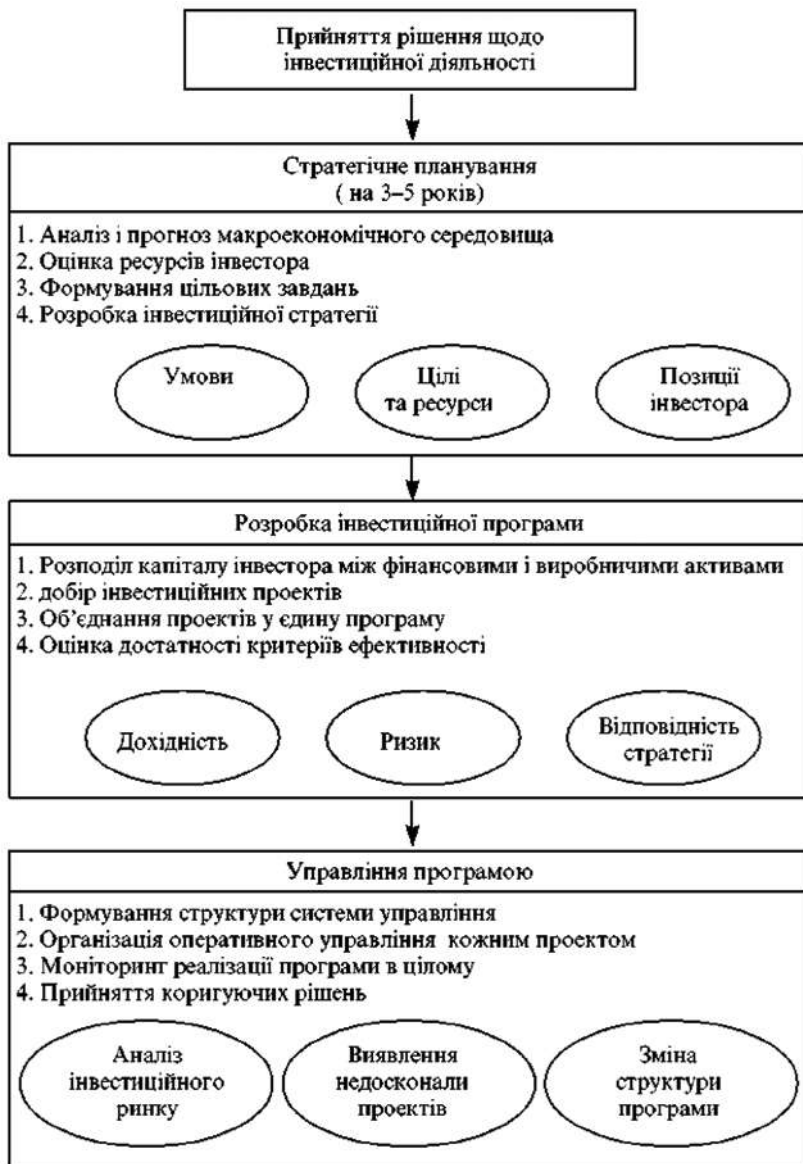 Прийняття рішення щодо
інвестиційної діяльності
Стратегічне планування
( на 3–5 років)
1. Аналіз і прогноз макроекономічного середовища
2. Оцінка ресурсів інвестора
3. Формування цільових завдань
4. Розробка інвестиційної стратегії
Умови
Цілі
та ресурси
Позиції
інвестора
Розробка інвестиційної програми
1. Розподіл капіталу інвестора між фінансовими і виробничими активами
2. добір інвестиційних проектів
3. Об’єднання проектів у єдину програму
4. Оцінка достатності критеріїв ефективності
Дохідність
Ризик
Відповідність
стратегії
Управління програмою
1. Формування структури системи управління
2. Організація оперативного управління кожним проектом
3. Моніторинг реалізації програми в цілому
4. Прийняття коригуючих рішень
Аналіз
інвестиційного
ринку
Виявлення
недосконали
проектів
Зміна
структури
програми